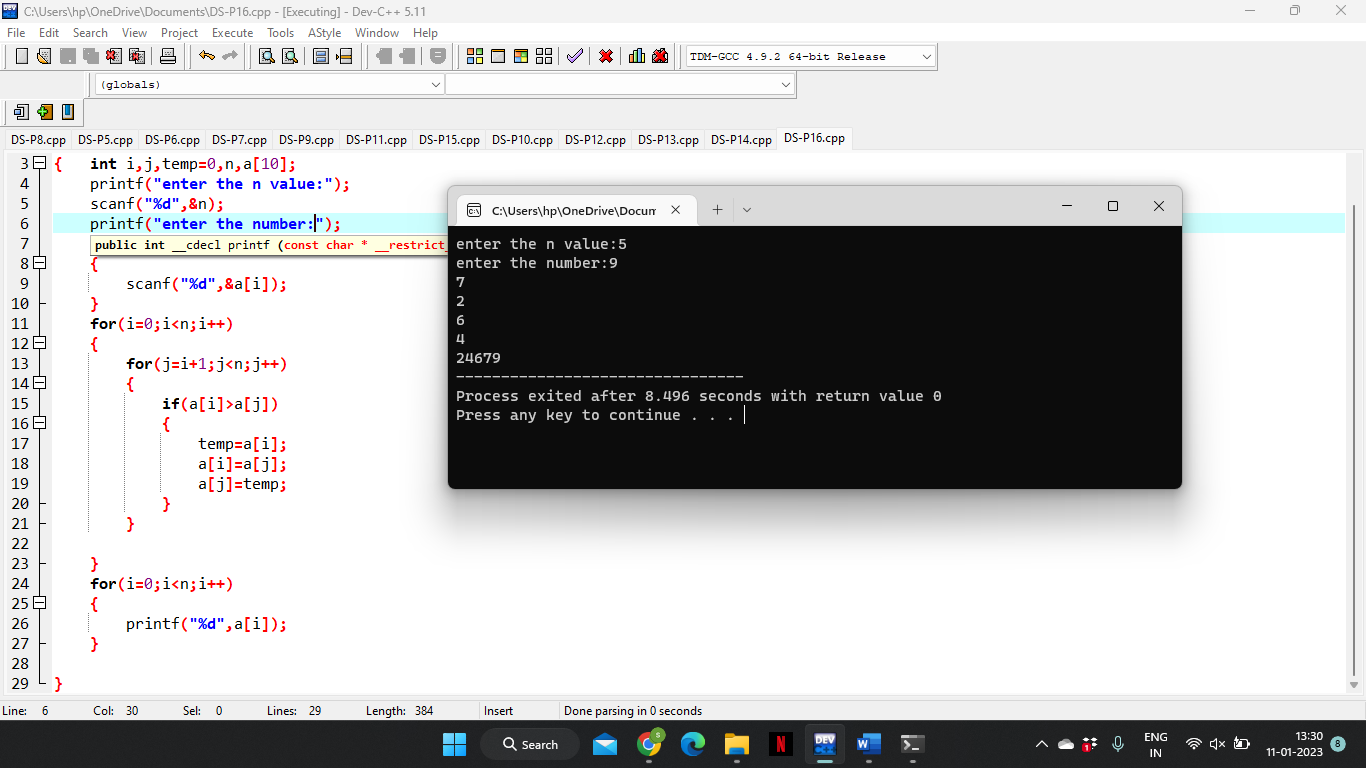 C:\Users\hp\OneDrive\Documents\DS-P16.cpp - [Executing] - Dev-C++ 5.11
File Edit Search View Project Execute Tools AStyle Window Help
TDM-GCC 4.9.2 64-bit Release
(globals)
DS-P8.cpp DS-P5.cpp DS-P6.cpp DS-P7.cpp DS-P9.cpp DS-P11.cpp DS-P15.cpp DS-P10.cpp DS-P12.cpp DS-P13.cpp DS-P14.cpp DS-P16.cpp
3 { int i,j,temp=0,n,a[10];
4 printf("enter the n value:");
5 scanf("%d",&n);
6 printf("enter the number:");
7 public int __cdecl printf (const char * __restrict_
8 {
9 scanf("%d",&a[i]);
10 }
11 for(i=0;i<n;i++)
12 {
13 for(j=i+1;j<n;j++)
14 {
15 if(a[i]>a[j])
16 {
17 temp=a[i];
18 a[i]=a[j];
19 a[j]=temp;
20 }
21 }
22
23 }
24 for(i=0;i<n;i++)
25 {
26 printf("%d",a[i]);
27 }
28
29 }
C:\Users\hp\OneDrive\Docum
enter the n value:5
enter the number:9
7
2
6
4
24679
--------------------------------
Process exited after 8.496 seconds with return value 0
Press any key to continue . . .
Line: 6 Col: 30 Sel: 0 Lines: 29 Length: 384 Insert Done parsing in 0 seconds
Search
S
DEV
W
N
1
ENG
IN
13:30
11-01-2023
8